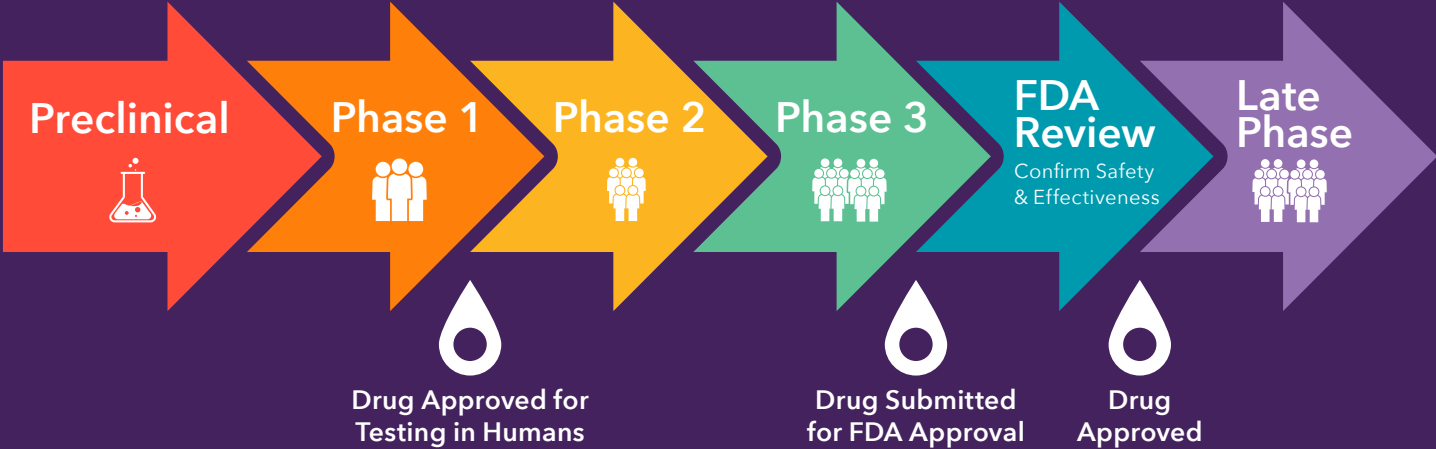 Preclinical
Phase 1
Phase 2
Phase 3
FDA
Review
Confirm Safety
& Effectiveness
Late
Phase
Drug Approved for
Testing in Humans
Drug Submitted
for FDA Approval
Drug
Approved